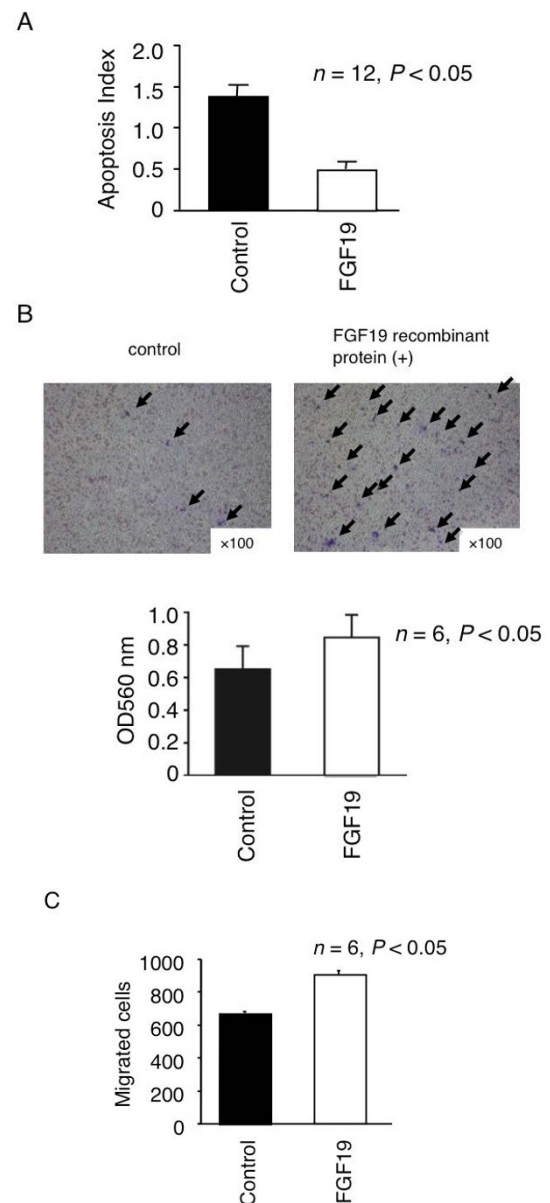 A
Apoptosis Index
2.0
1.5
1.0
0.5
0
n = 12, P < 0.05
Control
FGF19
B
control
FGF19 recombinant
protein (+)
×100
×100
OD560 nm
1.0
0.8
0.6
0.4
0.2
0
n = 6, P < 0.05
Control
FGF19
C
Migrated cells
1000
800
600
400
200
0
n = 6, P < 0.05
Control
FGF19